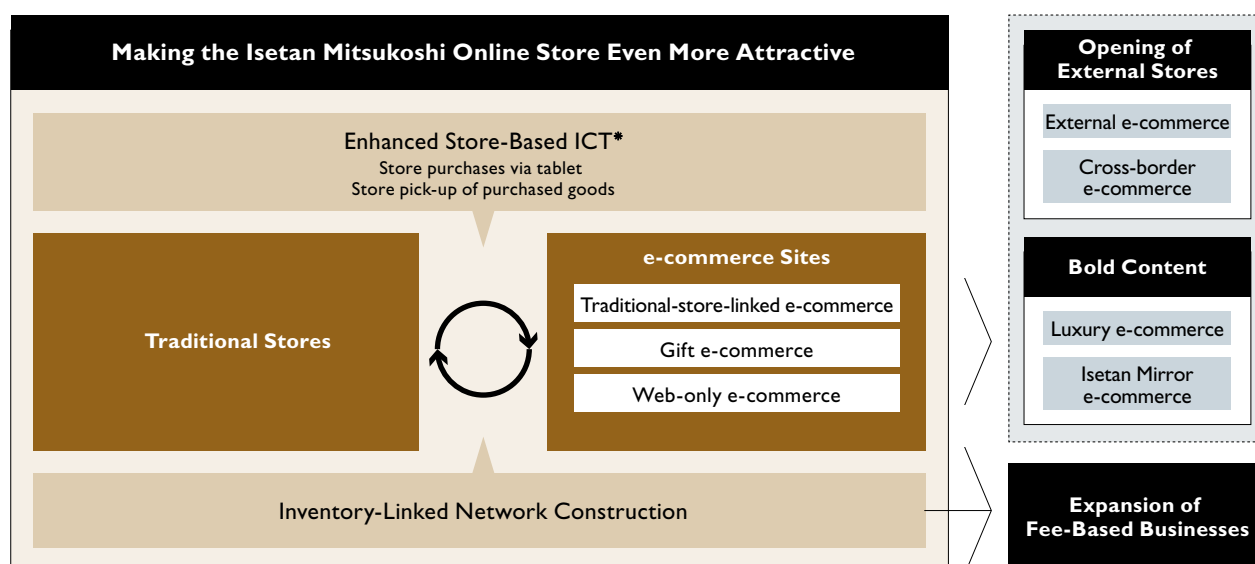 Making the Isetan Mitsukoshi Online Store Even More Attractive
Enhanced Store-Based ICT*
Store purchases via tablet
Store pick-up of purchased goods
Traditional Stores
e-commerce Sites
Traditional-store-linked e-commerce
Gift e-commerce
Web-only e-commerce
Inventory-Linked Network Construction
Opening of
External Stores
External e-commerce
Cross-border
e-commerce
Bold Content
Luxury e-commerce
Isetan Mirror
e-commerce
Expansion of
Fee-Based Businesses